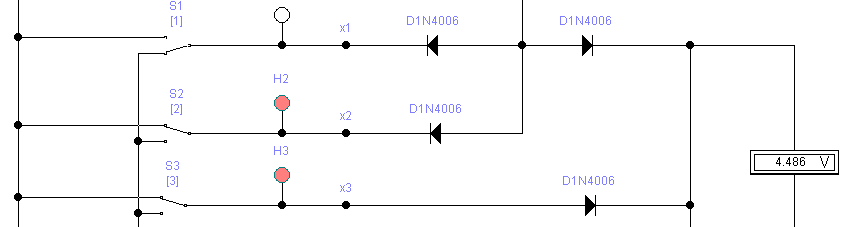 S1
[1]
x1
D1N4006
D1N4006
H2
S2
[2]
x2
D1N4006
H3
S3
[3]
x3
D1N4006
4.486 V